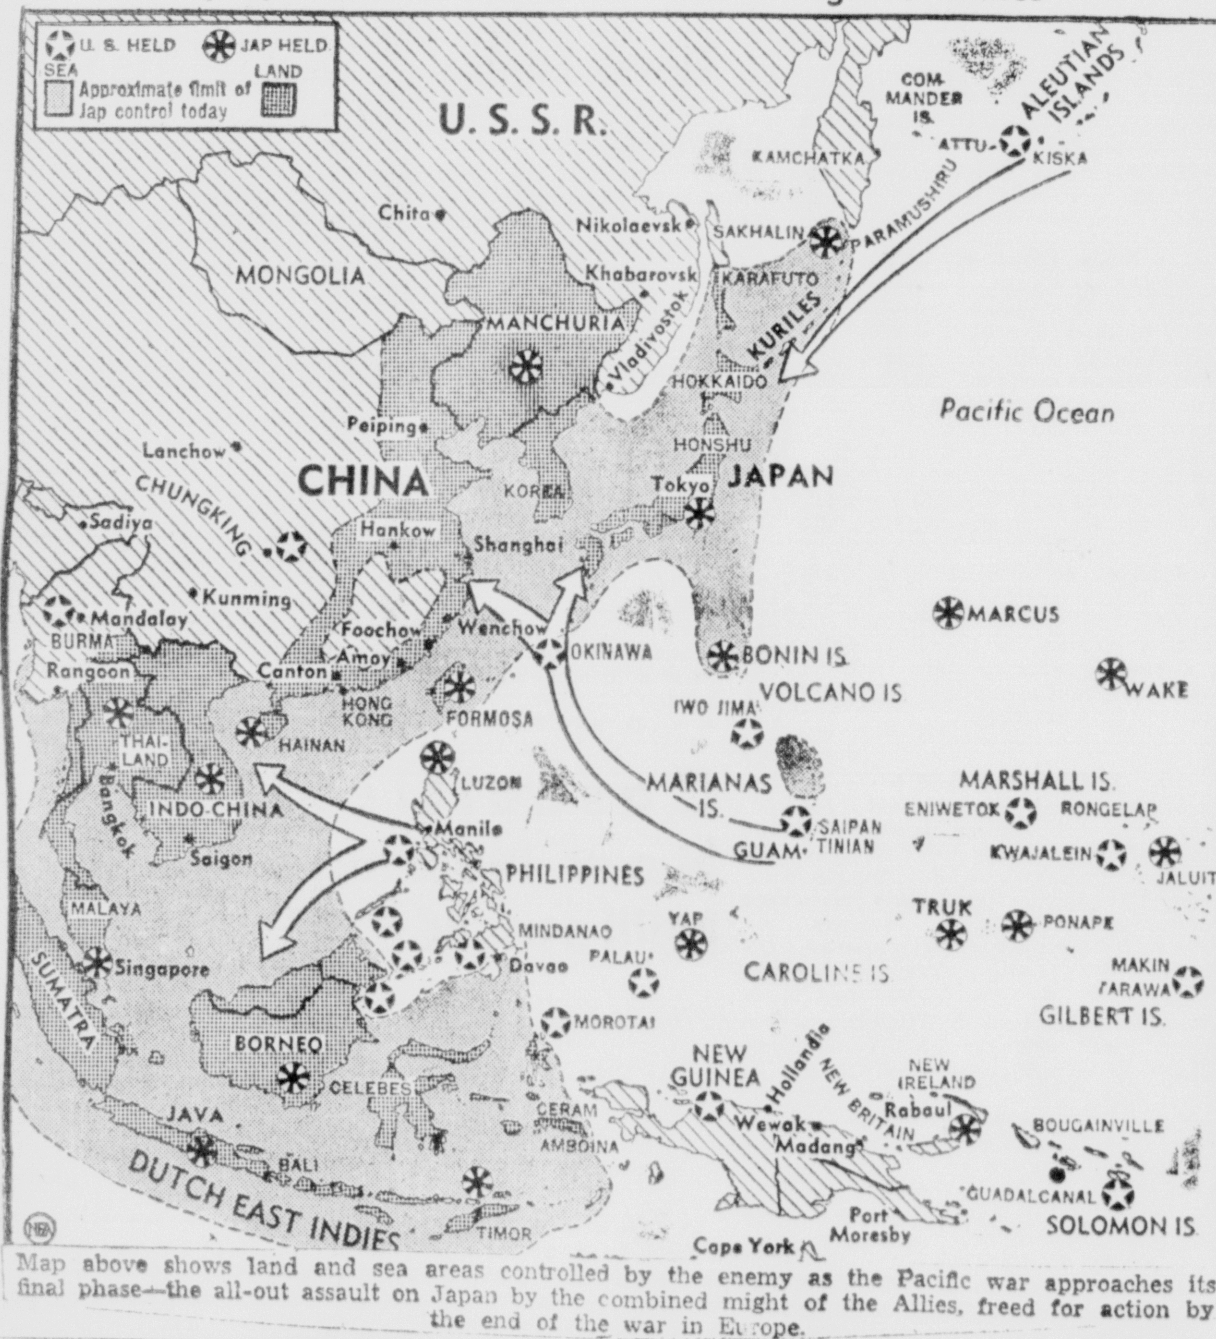 U. S. HELD JAP HELD
SEA LAND
Approximate limit of
Jap control today
U. S. S. R.
COM-
MANDER
IS.
ALEUTIAN
ISLANDS
ATTU
KISKA
KAMCHATKA
PARAMUSHIRU
Chita
Nikolaevsk
SAKHALIN
MONGOLIA
Khabarovsk
KARAFUTO
MANCHURIA
Vladivostok
KURILES
HOKKAIDO
Pacific Ocean
Peiping
Lanchow
HONSHU
CHINA
CHUNGKING
KOREA
Tokyo
JAPAN
Sadiya
Hankow
Shanghai
Kunming
Mandalay
BURMA
Foochow
Wenchow
MARCUS
Rangoon
Canton
Amoy
OKINAWA
BONIN IS.
HONG
KONG
FORMOSA
VOLCANO IS
WAKE
IWO JIMA
HAINAN
THAI-
LAND
LUZON
MARIANAS
IS.
MARSHALL IS.
Bangkok
INDO-CHINA
ENIWETOK
RONGELAP
Manila
SAIPAN
TINIAN
GUAM
Saigon
KWAJALEIN
JALUIT
PHILIPPINES
MALAYA
MINDANAO
YAP
TRUK
PONAPE
Singapore
Davao
PALAU
CAROLINE IS
MAKIN
TARAWA
SUMATRA
MOROTAI
GILBERT IS.
BORNEO
NEW
GUINEA
Hollandia
NEW BRITAIN
NEW
IRELAND
CELEBES
JAVA
CERAM
AMBOINA
Wewak
Madang
Rabaul
BOUGAINVILLE
BALI
DUTCH EAST INDIES
GUADALCANAL
NEA
TIMOR
Port
Moresby
SOLOMON IS.
Cape York
Map above shows land and sea areas controlled by the enemy as the Pacific war approaches its
final phase—the all-out assault on Japan by the combined might of the Allies, freed for action by
the end of the war in Europe.